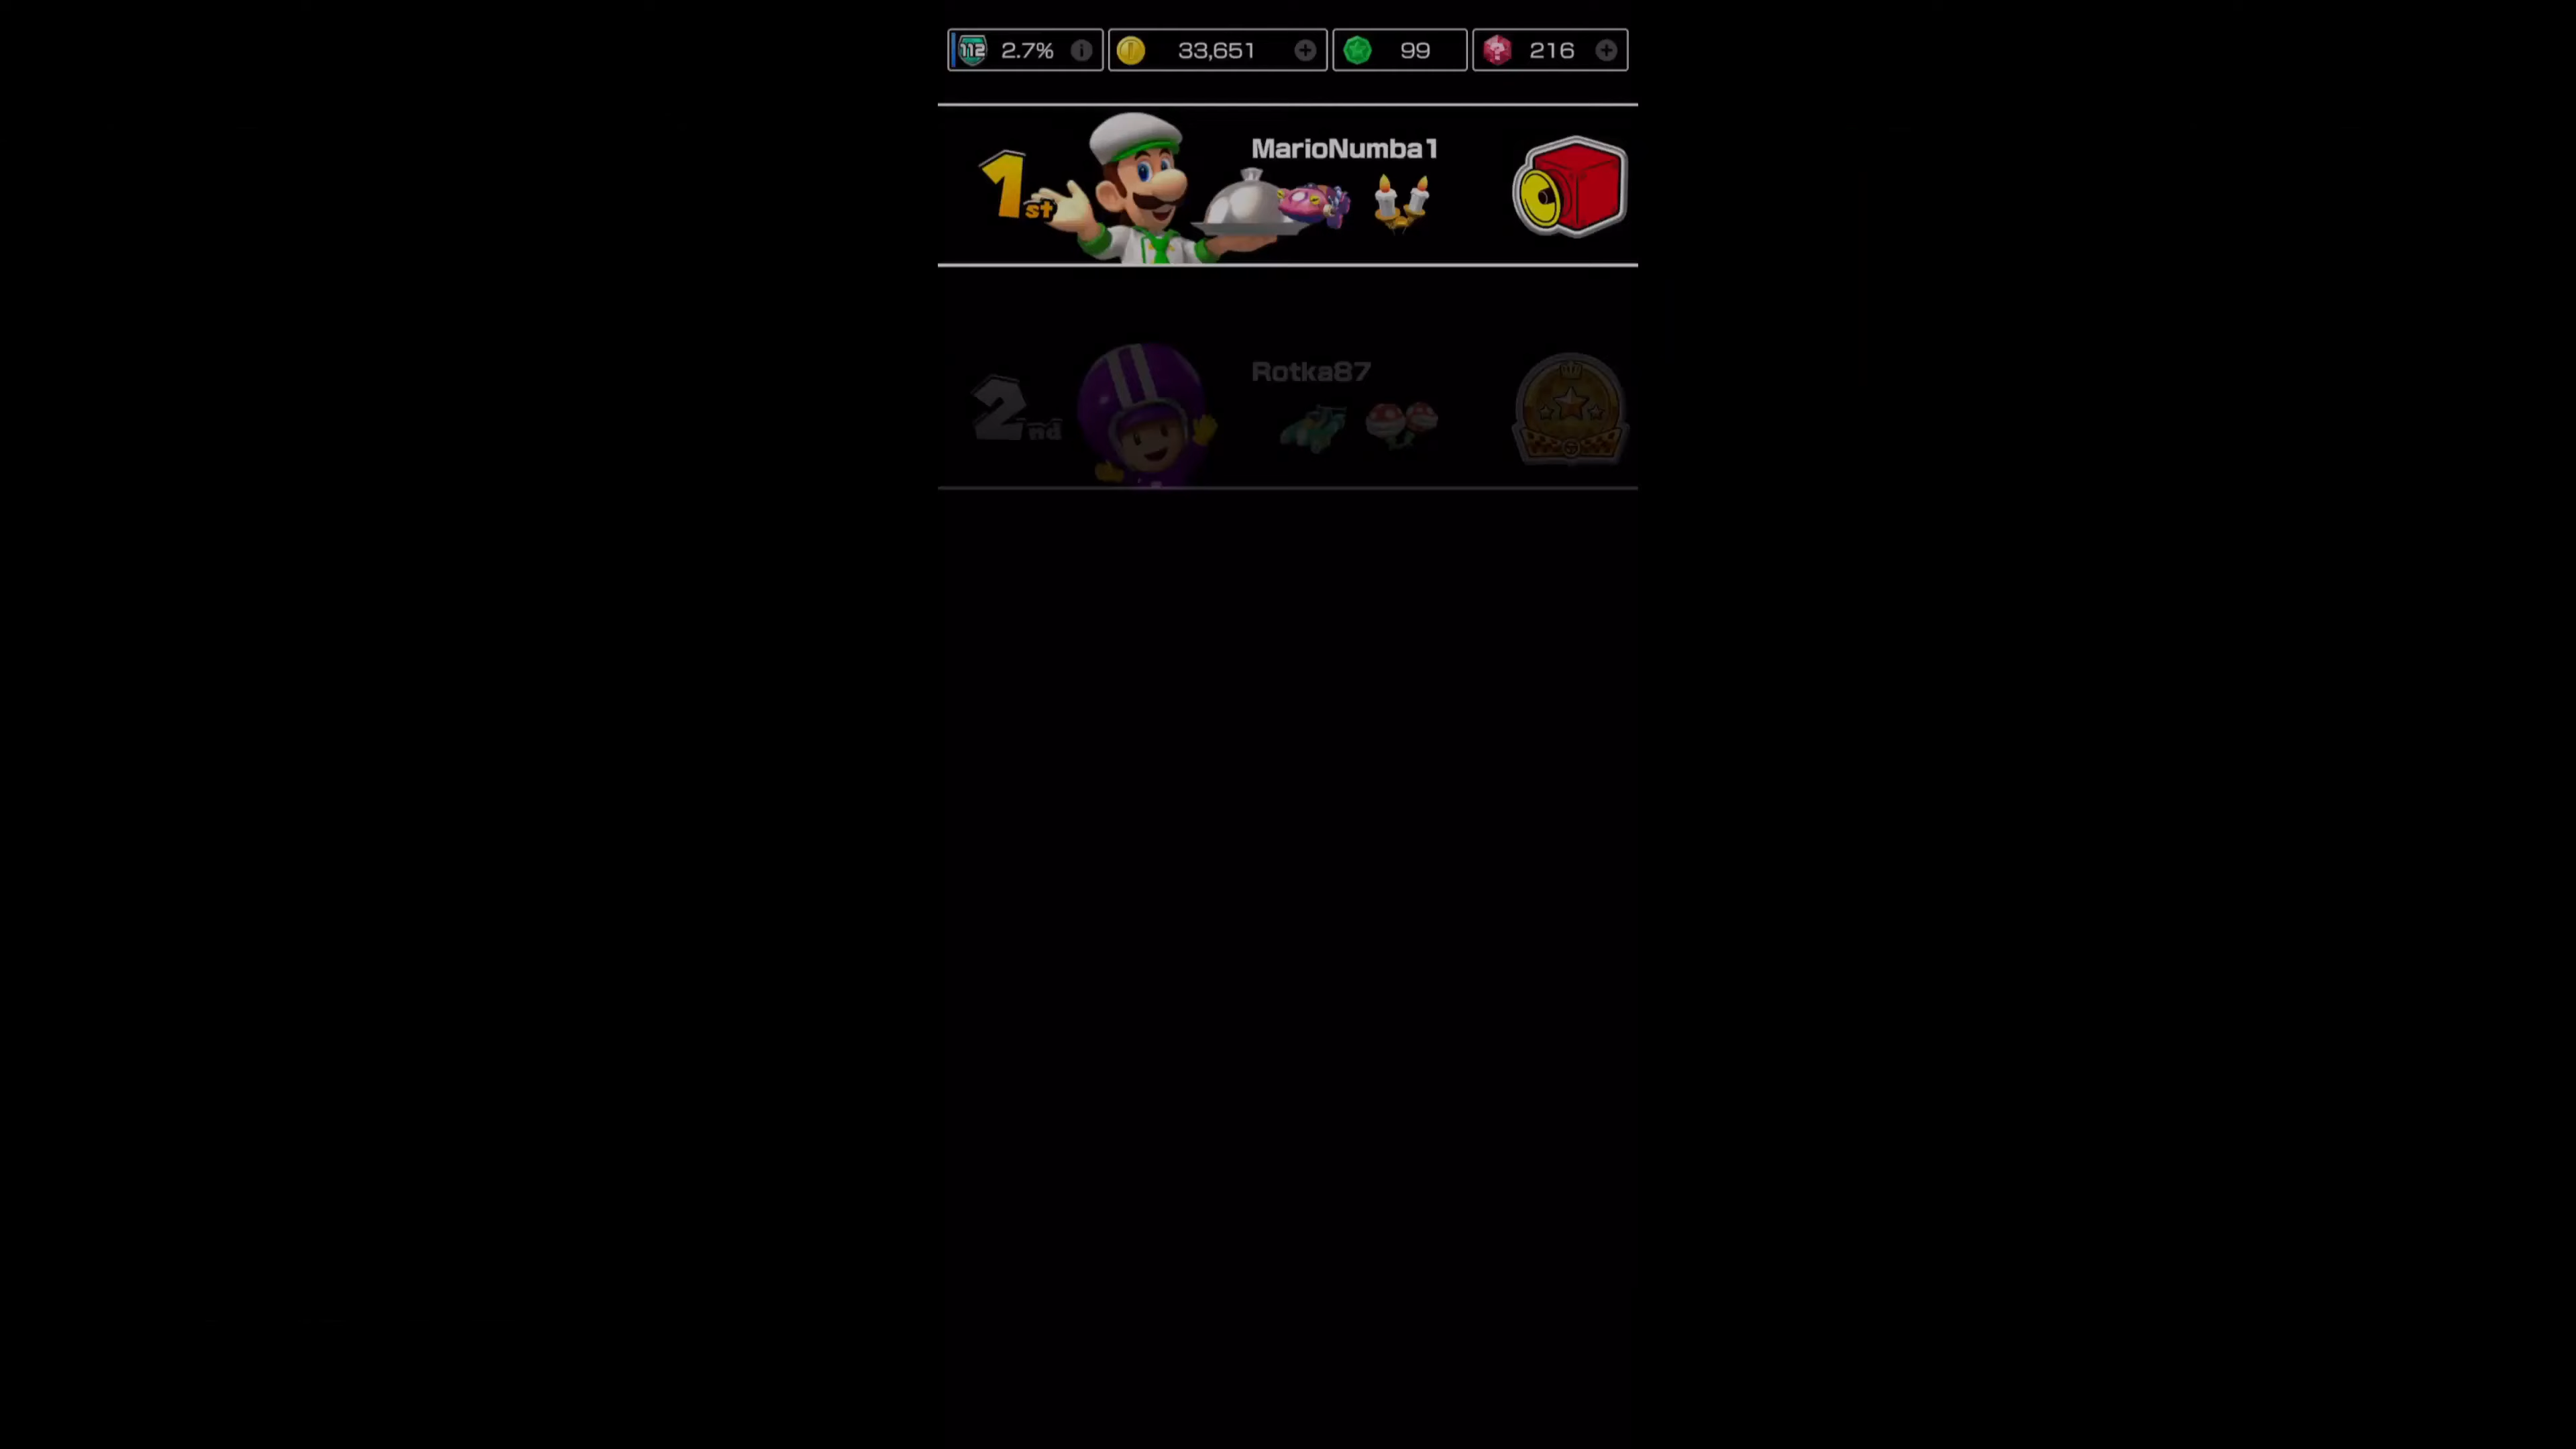 112 2.7% i 33,651 + 99 216 +
1st
MarioNumba1
2nd
Rotka87